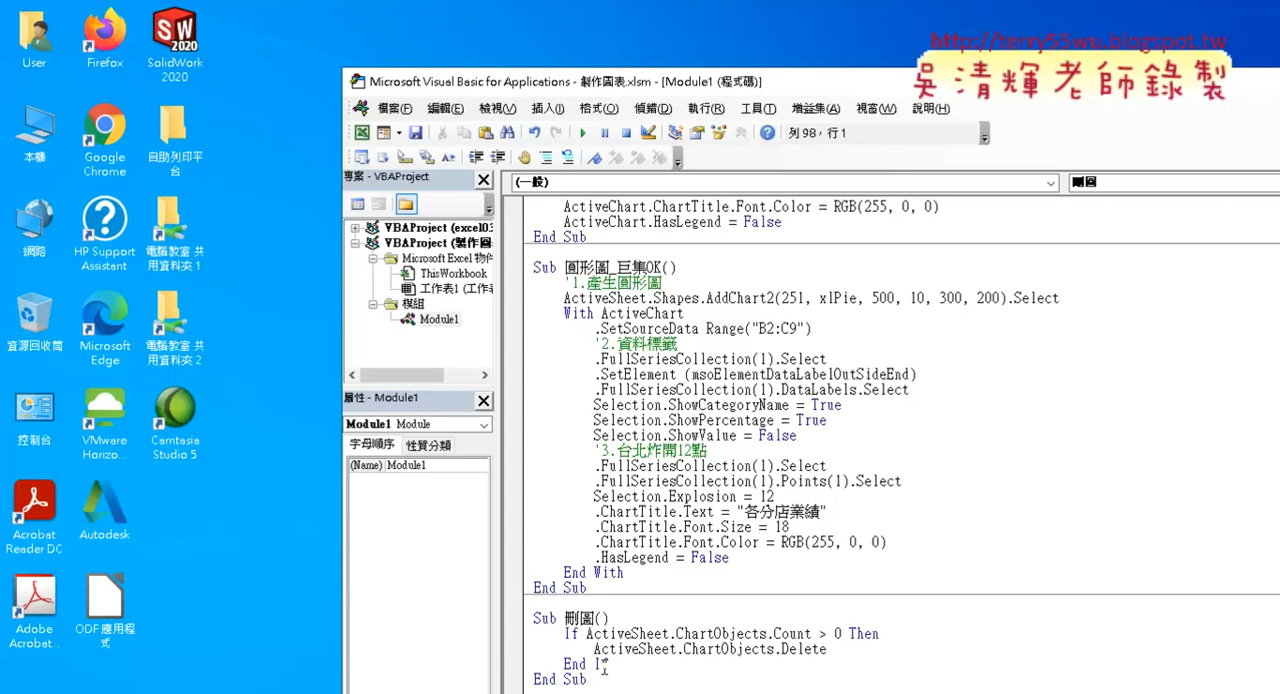 http://terry55wu.blogspot.tw
吳清輝老師錄製
User
Firefox
SolidWork 2020
本機
Google Chrome
自助列印平台
網路
HP Support Assistant
電腦教室 共用資料夾 1
資源回收筒
Microsoft Edge
電腦教室 共用資料夾 2
控制台
VMware Horizo...
Camtasia Studio 5
Acrobat Reader DC
Autodesk
Adobe Acrobat...
ODF 應用程式
Microsoft Visual Basic for Applications - 製作圖表.xlsm - [Module1 (程式碼)]
檔案(F) 編輯(E) 檢視(V) 插入(I) 格式(O) 偵錯(D) 執行(R) 工具(T) 增益集(A) 視窗(W) 說明(H)
列 98，行 1
專案 - VBAProject
VBAProject (excel03
VBAProject (製作圖
Microsoft Excel 物件
ThisWorkbook
工作表1 (工作
模組
Module1
屬性 - Module1
Module1 Module
字母順序 性質分類
(Name) Module1
(一般)
刪圖
ActiveChart.ChartTitle.Font.Color = RGB(255, 0, 0)
ActiveChart.HasLegend = False
End Sub
Sub 圓形圖_巨集OK()
'1.產生圓形圖
ActiveSheet.Shapes.AddChart2(251, xlPie, 500, 10, 300, 200).Select
With ActiveChart
.SetSourceData Range("B2:C9")
'2.資料標籤
.FullSeriesCollection(1).Select
.SetElement (msoElementDataLabelOutSideEnd)
.FullSeriesCollection(1).DataLabels.Select
Selection.ShowCategoryName = True
Selection.ShowPercentage = True
Selection.ShowValue = False
'3.台北炸開12點
.FullSeriesCollection(1).Select
.FullSeriesCollection(1).Points(1).Select
Selection.Explosion = 12
.ChartTitle.Text = "各分店業績"
.ChartTitle.Font.Size = 18
.ChartTitle.Font.Color = RGB(255, 0, 0)
.HasLegend = False
End With
End Sub
Sub 刪圖()
If ActiveSheet.ChartObjects.Count > 0 Then
ActiveSheet.ChartObjects.Delete
End If
End Sub